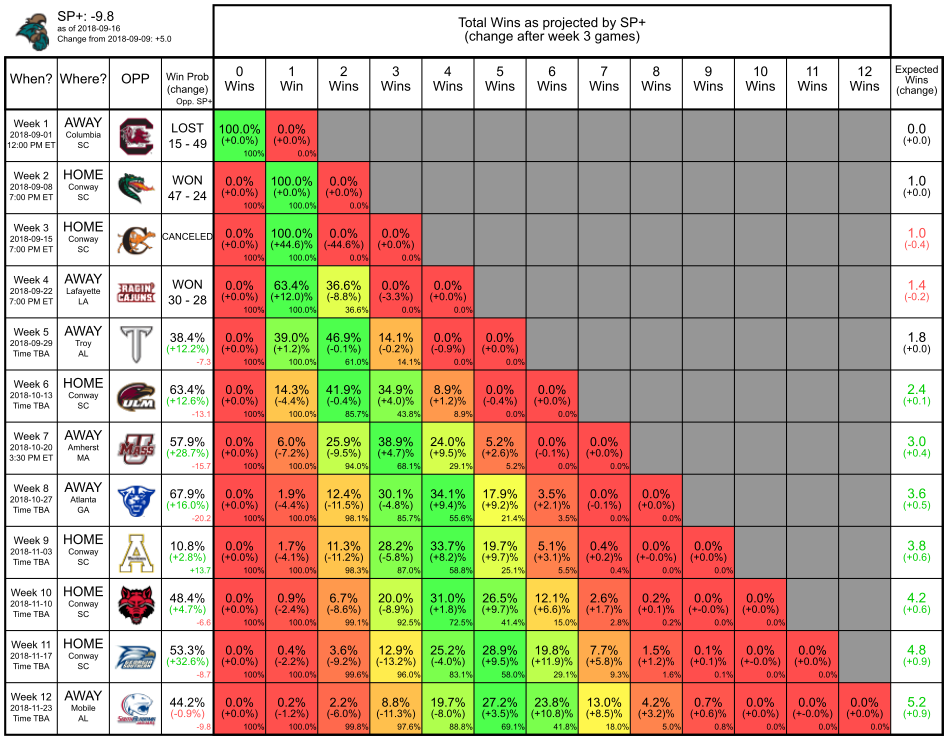 SP+: -9.8
as of 2018-09-16
Change from 2018-09-09: +5.0
Total Wins as projected by SP+
(change after week 3 games)
When? Where? OPP Win Prob (change) Opp. SP+ 0 Wins 1 Win 2 Wins 3 Wins 4 Wins 5 Wins 6 Wins 7 Wins 8 Wins 9 Wins 10 Wins 11 Wins 12 Wins Expected Wins (change)
Week 1 AWAY LOST 100.0% 0.0% 0.0
2018-09-01 Columbia 15 - 49 (+0.0%) (+0.0%) (+0.0)
12:00 PM ET SC 100% 0.0%
Week 2 HOME WON 0.0% 100.0% 0.0% 1.0
2018-09-08 Conway 47 - 24 (+0.0%) (+0.0%) (+0.0%) (+0.0)
7:00 PM ET SC 100% 100.0% 0.0%
Week 3 HOME CANCELED 0.0% 100.0% 0.0% 0.0% 1.0
2018-09-15 Conway (+0.0%) (+44.6)% (-44.6%) (+0.0%) (-0.4)
7:00 PM ET SC 100% 100.0% 0.0% 0.0%
Week 4 AWAY RAGIN' CAJUNS WON 0.0% 63.4% 36.6% 0.0% 0.0% 1.4
2018-09-22 Lafayette 30 - 28 (+0.0%) (+12.0)% (-8.8%) (-3.3%) (+0.0%) (-0.2)
7:00 PM ET LA 100% 100.0% 36.6% 0.0% 0.0%
Week 5 AWAY T 38.4% 0.0% 39.0% 46.9% 14.1% 0.0% 0.0% 1.8
2018-09-29 Troy (+12.2%) (+0.0%) (+1.2)% (-0.1%) (-0.2%) (-0.9%) (+0.0%) (+0.0)
Time TBA AL -7.3 100% 100.0% 61.0% 14.1% 0.0% 0.0%
Week 6 HOME ULM 63.4% 0.0% 14.3% 41.9% 34.9% 8.9% 0.0% 0.0% 2.4
2018-10-13 Conway (+12.6%) (+0.0%) (-4.4%) (-0.4%) (+4.0%) (+1.2%) (-0.4%) (+0.0%) (+0.1)
Time TBA SC -13.1 100% 100.0% 85.7% 43.8% 8.9% 0.0% 0.0%
Week 7 AWAY MASS 57.9% 0.0% 6.0% 25.9% 38.9% 24.0% 5.2% 0.0% 0.0% 3.0
2018-10-20 Amherst (+28.7%) (+0.0%) (-7.2%) (-9.5%) (+4.7%) (+9.5%) (+2.6%) (-0.1%) (+0.0%) (+0.4)
3:30 PM ET MA -15.7 100% 100.0% 94.0% 68.1% 29.1% 5.2% 0.0% 0.0%
Week 8 AWAY 67.9% 0.0% 1.9% 12.4% 30.1% 34.1% 17.9% 3.5% 0.0% 0.0% 3.6
2018-10-27 Atlanta (+16.0%) (+0.0%) (-4.4%) (-11.5%) (-4.8%) (+9.4%) (+9.2%) (+2.1%) (-0.1%) (+0.0%) (+0.5)
Time TBA GA -20.2 100% 100.0% 98.1% 85.7% 55.6% 21.4% 3.5% 0.0% 0.0%
Week 9 HOME A 10.8% 0.0% 1.7% 11.3% 28.2% 33.7% 19.7% 5.1% 0.4% 0.0% 0.0% 3.8
2018-11-03 Conway (+2.8%) (+0.0%) (-4.1%) (-11.2%) (-5.8%) (+8.2%) (+9.7%) (+3.1%) (+0.2%) (+-0.0%) (+0.0%) (+0.6)
Time TBA SC +13.7 100% 100.0% 98.3% 87.0% 58.8% 25.1% 5.5% 0.4% 0.0% 0.0%
Week 10 HOME 48.4% 0.0% 0.9% 6.7% 20.0% 31.0% 26.5% 12.1% 2.6% 0.2% 0.0% 0.0% 4.2
2018-11-10 Conway (+4.7%) (+0.0%) (-2.4%) (-8.6%) (-8.9%) (+1.8%) (+9.7%) (+6.6%) (+1.7%) (+0.1%) (+-0.0%) (+0.0%) (+0.6)
Time TBA SC -6.6 100% 100.0% 99.1% 92.5% 72.5% 41.4% 15.0% 2.8% 0.2% 0.0% 0.0%
Week 11 HOME GEORGIA SOUTHERN 53.3% 0.0% 0.4% 3.6% 12.9% 25.2% 28.9% 19.8% 7.7% 1.5% 0.1% 0.0% 0.0% 4.8
2018-11-17 Conway (+32.6%) (+0.0%) (-2.2%) (-9.2%) (-13.2%) (-4.0%) (+9.5%) (+11.9%) (+5.8%) (+1.2%) (+0.1%) (+-0.0%) (+0.0%) (+0.9)
Time TBA SC -8.7 100% 100.0% 99.6% 96.0% 83.1% 58.0% 29.1% 9.3% 1.6% 0.1% 0.0% 0.0%
Week 12 AWAY 44.2% 0.0% 0.2% 2.2% 8.8% 19.7% 27.2% 23.8% 13.0% 4.2% 0.7% 0.0% 0.0% 0.0% 5.2
2018-11-23 Mobile (-0.9%) (+0.0%) (-1.2%) (-6.0%) (-11.3%) (-8.0%) (+3.5%) (+10.8%) (+8.5%) (+3.2%) (+0.6%) (+0.0%) (+-0.0%) (+0.0%) (+0.9)
Time TBA AL -9.8 100% 100.0% 99.8% 97.6% 88.8% 69.1% 41.8% 18.0% 5.0% 0.8% 0.0% 0.0% 0.0%